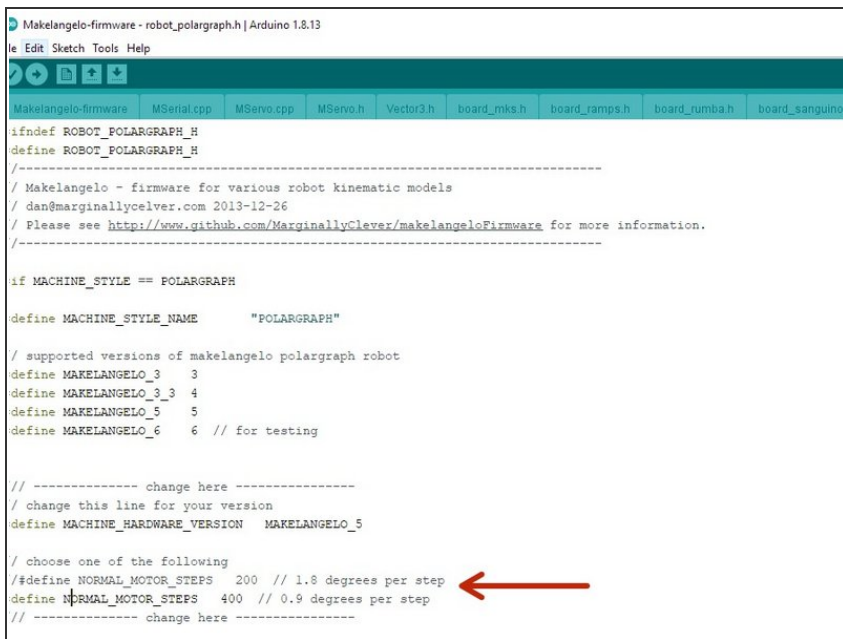 Makelangelo-firmware - robot_polargraph.h | Arduino 1.8.13
le Edit Sketch Tools Help
Makelangelo-firmware MSerial.cpp MServo.cpp MServo.h Vector3.h board_mks.h board_ramps.h board_rumba.h board_sanguino
ifndef ROBOT_POLARGRAPH_H
define ROBOT_POLARGRAPH_H
/------------------------------------------------------------------------------
/ Makelangelo - firmware for various robot kinematic models
/ dan@marginallycelver.com 2013-12-26
/ Please see http://www.github.com/MarginallyClever/makelangeloFirmware for more information.
/------------------------------------------------------------------------------
if MACHINE_STYLE == POLARGRAPH
define MACHINE_STYLE_NAME "POLARGRAPH"
/ supported versions of makelangelo polargraph robot
define MAKELANGELO_3 3
define MAKELANGELO_3_3 4
define MAKELANGELO_5 5
define MAKELANGELO_6 6 // for testing
// -------------- change here ----------------
/ change this line for your version
define MACHINE_HARDWARE_VERSION MAKELANGELO_5
/ choose one of the following
/#define NORMAL_MOTOR_STEPS 200 // 1.8 degrees per step
define NORMAL_MOTOR_STEPS 400 // 0.9 degrees per step
// -------------- change here ----------------